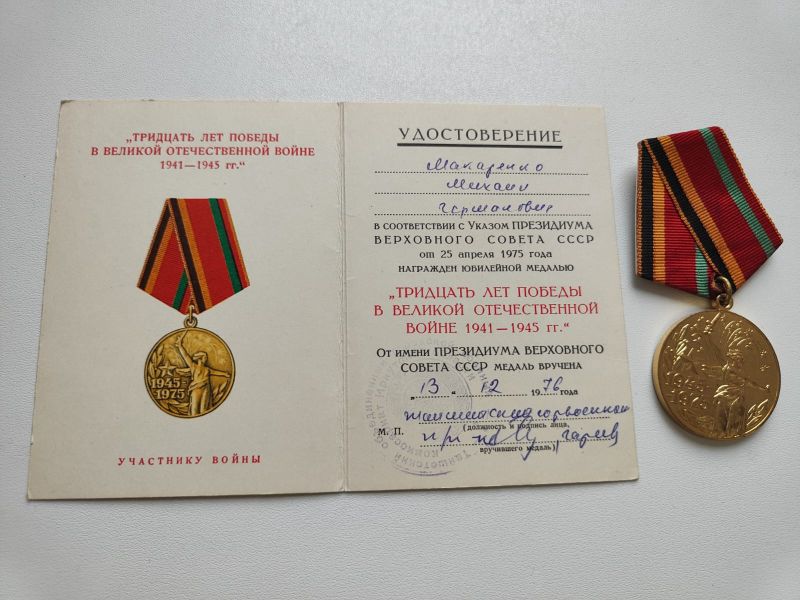 „ТРИДЦАТЬ ЛЕТ ПОБЕДЫ
В ВЕЛИКОЙ ОТЕЧЕСТВЕННОЙ ВОЙНЕ
1941—1945 гг.“
1945
1975
УЧАСТНИКУ ВОЙНЫ
УДОСТОВЕРЕНИЕ
Макаренко
Михаил
в соответствии с Указом ПРЕЗИДИУМА
ВЕРХОВНОГО СОВЕТА СССР
от 25 апреля 1975 года
НАГРАЖДЕН ЮБИЛЕЙНОЙ МЕДАЛЬЮ
„ТРИДЦАТЬ ЛЕТ ПОБЕДЫ
В ВЕЛИКОЙ ОТЕЧЕСТВЕННОЙ
ВОЙНЕ 1941—1945 гг.“
От имени ПРЕЗИДИУМА ВЕРХОВНОГО
СОВЕТА СССР медаль вручена
„13“ 12 1976 года
М. П.
(должность и подпись лица,
вручившего медаль)
1945
1975